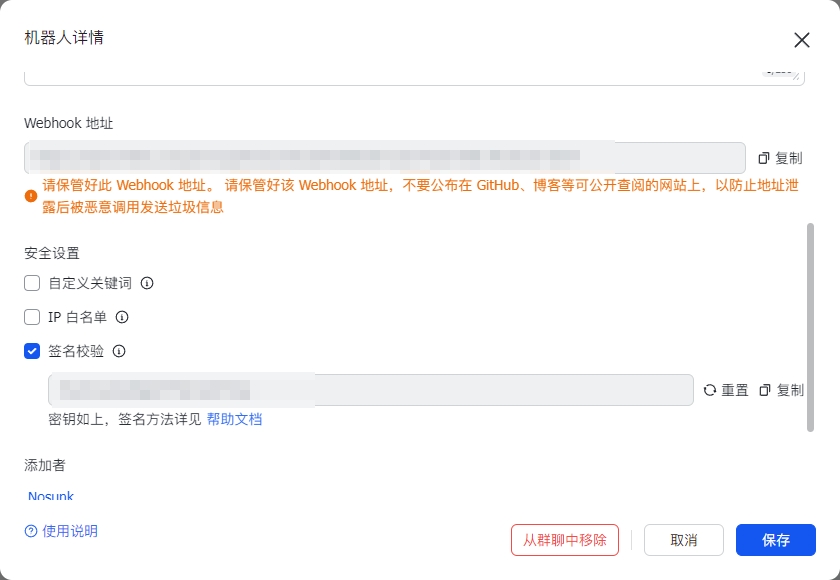 机器人详情
Webhook 地址
复制
请保管好此 Webhook 地址。 请保管好该 Webhook 地址，不要公布在 GitHub、博客等可公开查阅的网站上，以防止地址泄
露后被恶意调用发送垃圾信息
安全设置
自定义关键词
IP 白名单
签名校验
重置 复制
密钥如上，签名方法详见 帮助文档
添加者
Nosunk
使用说明
从群聊中移除 取消 保存